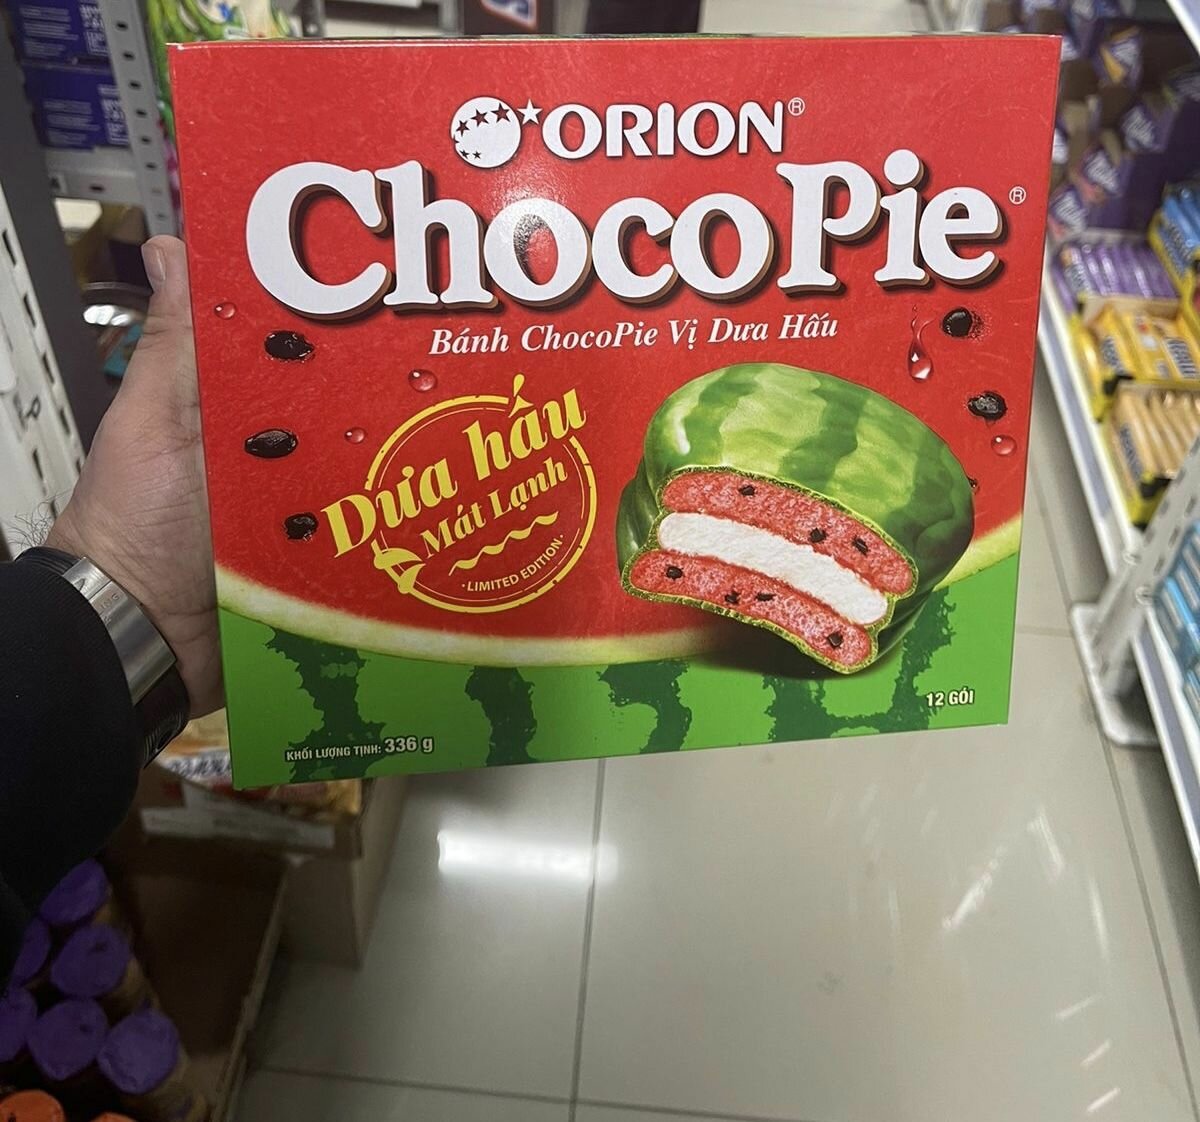 ORION®
ChocoPie®
Bánh ChocoPie Vị Dưa Hấu
Dưa hấu
Mát Lạnh
·LIMITED EDITION·
12 GÓI
KHỐI LƯỢNG TỊNH: 336 g